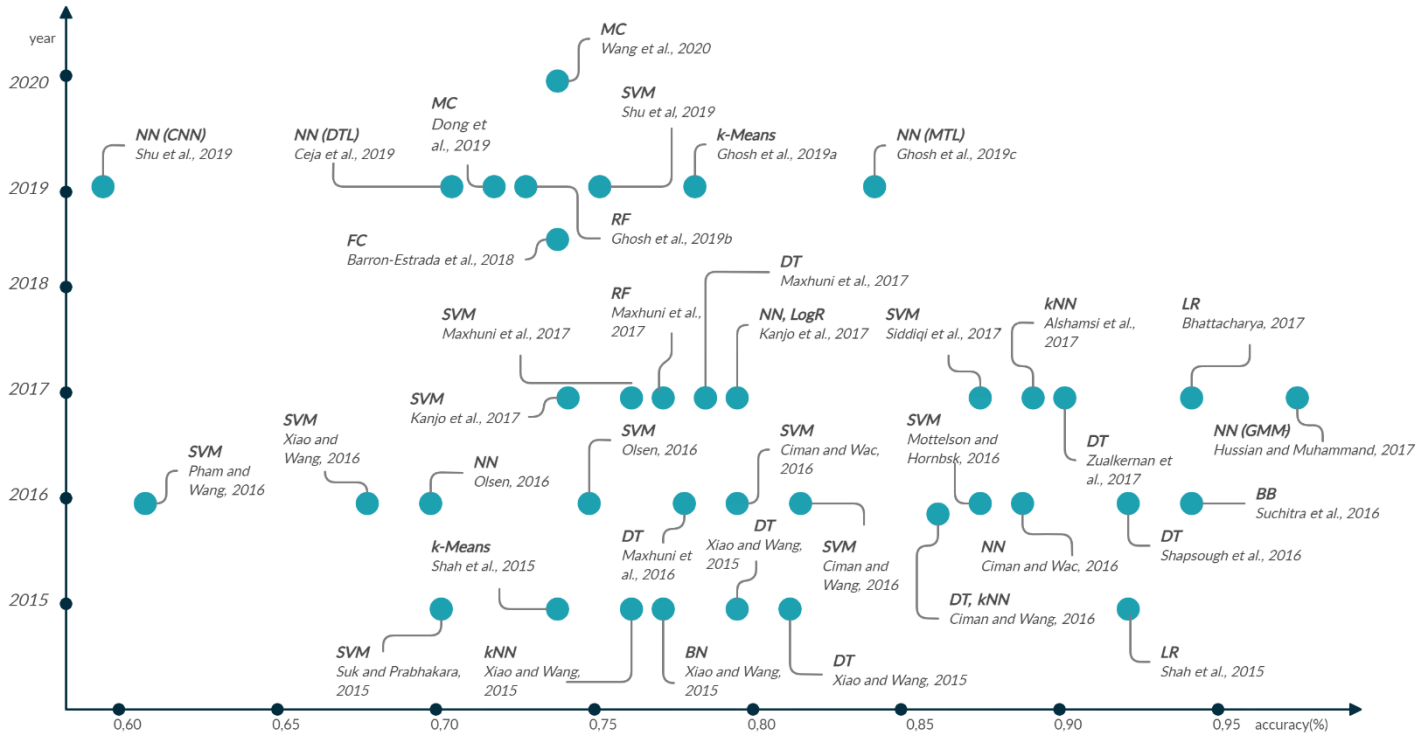 year
MC
Wang et al., 2020
2020
SVM
Shu et al, 2019
MC
Dong et
al., 2019
NN (CNN)
Shu et al., 2019
NN (DTL)
Ceja et al., 2019
k-Means
Ghosh et al., 2019a
NN (MTL)
Ghosh et al., 2019c
2019
RF
Ghosh et al., 2019b
FC
Barron-Estrada et al., 2018
2018
DT
Maxhuni et al., 2017
RF
Maxhuni et al.,
2017
SVM
Maxhuni et al., 2017
NN, LogR
Kanjo et al., 2017
SVM
Siddiqi et al., 2017
kNN
Alshamsi et al.,
2017
LR
Bhattacharya, 2017
2017
SVM
Kanjo et al., 2017
SVM
Xiao and
Wang, 2016
SVM
Olsen, 2016
SVM
Ciman and Wac,
2016
SVM
Mottelson and
Hornbsk, 2016
DT
Zualkernan et
al., 2017
NN (GMM)
Hussian and Muhammand, 2017
SVM
Pham and
Wang, 2016
NN
Olsen, 2016
2016
BB
Suchitra et al., 2016
k-Means
Shah et al., 2015
DT
Maxhuni et
al., 2016
DT
Xiao and Wang,
2015
SVM
Ciman and
Wang, 2016
NN
Ciman and Wac, 2016
DT
Shapsough et al., 2016
2015
DT, kNN
Ciman and Wang, 2016
SVM
Suk and Prabhakara,
2015
kNN
Xiao and Wang,
2015
BN
Xiao and Wang,
2015
DT
Xiao and Wang, 2015
LR
Shah et al., 2015
0,60
0,65
0,70
0,75
0,80
0,85
0,90
0,95
accuracy(%)